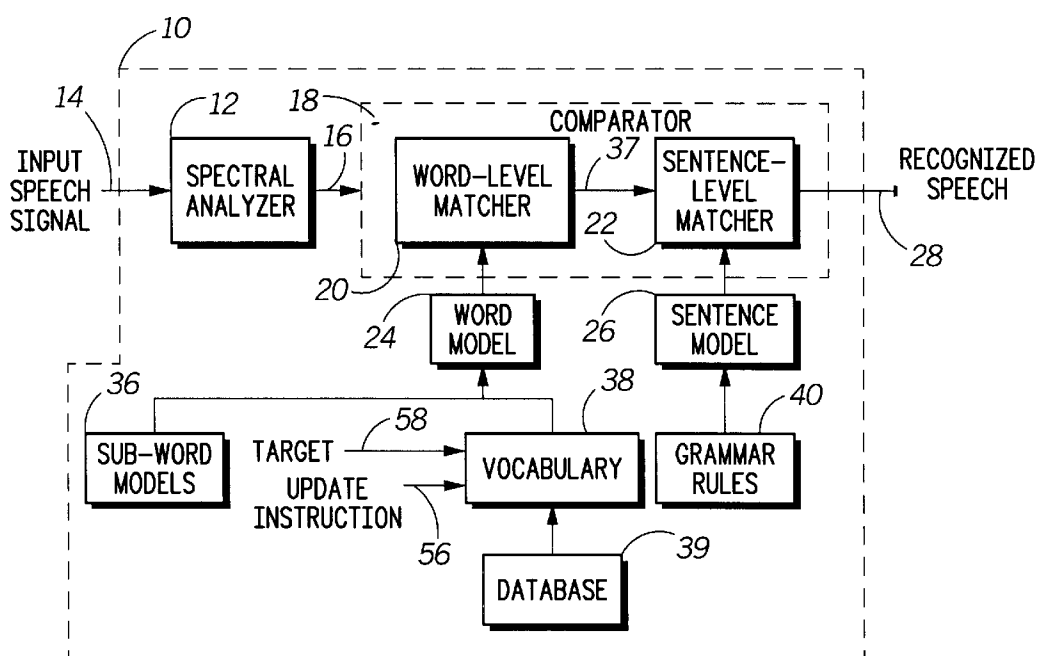 10
14
12
18
16
COMPARATOR
37
INPUT
SPEECH
SIGNAL
SPECTRAL
ANALYZER
WORD-LEVEL
MATCHER
SENTENCE-
LEVEL
MATCHER
RECOGNIZED
SPEECH
22
28
20
24
WORD
MODEL
26
SENTENCE
MODEL
36
58
38
40
SUB-WORD
MODELS
TARGET
UPDATE
INSTRUCTION
VOCABULARY
GRAMMAR
RULES
56
39
DATABASE